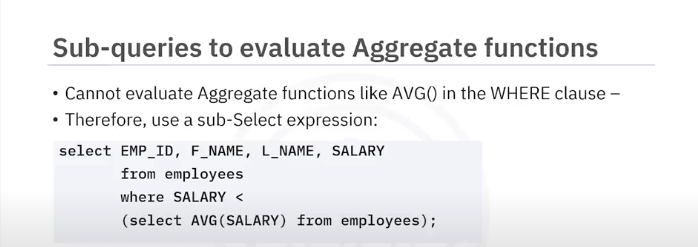 Sub-queries to evaluate Aggregate functions
• Cannot evaluate Aggregate functions like AVG() in the WHERE clause –
• Therefore, use a sub-Select expression:
select EMP_ID, F_NAME, L_NAME, SALARY
from employees
where SALARY <
(select AVG(SALARY) from employees);